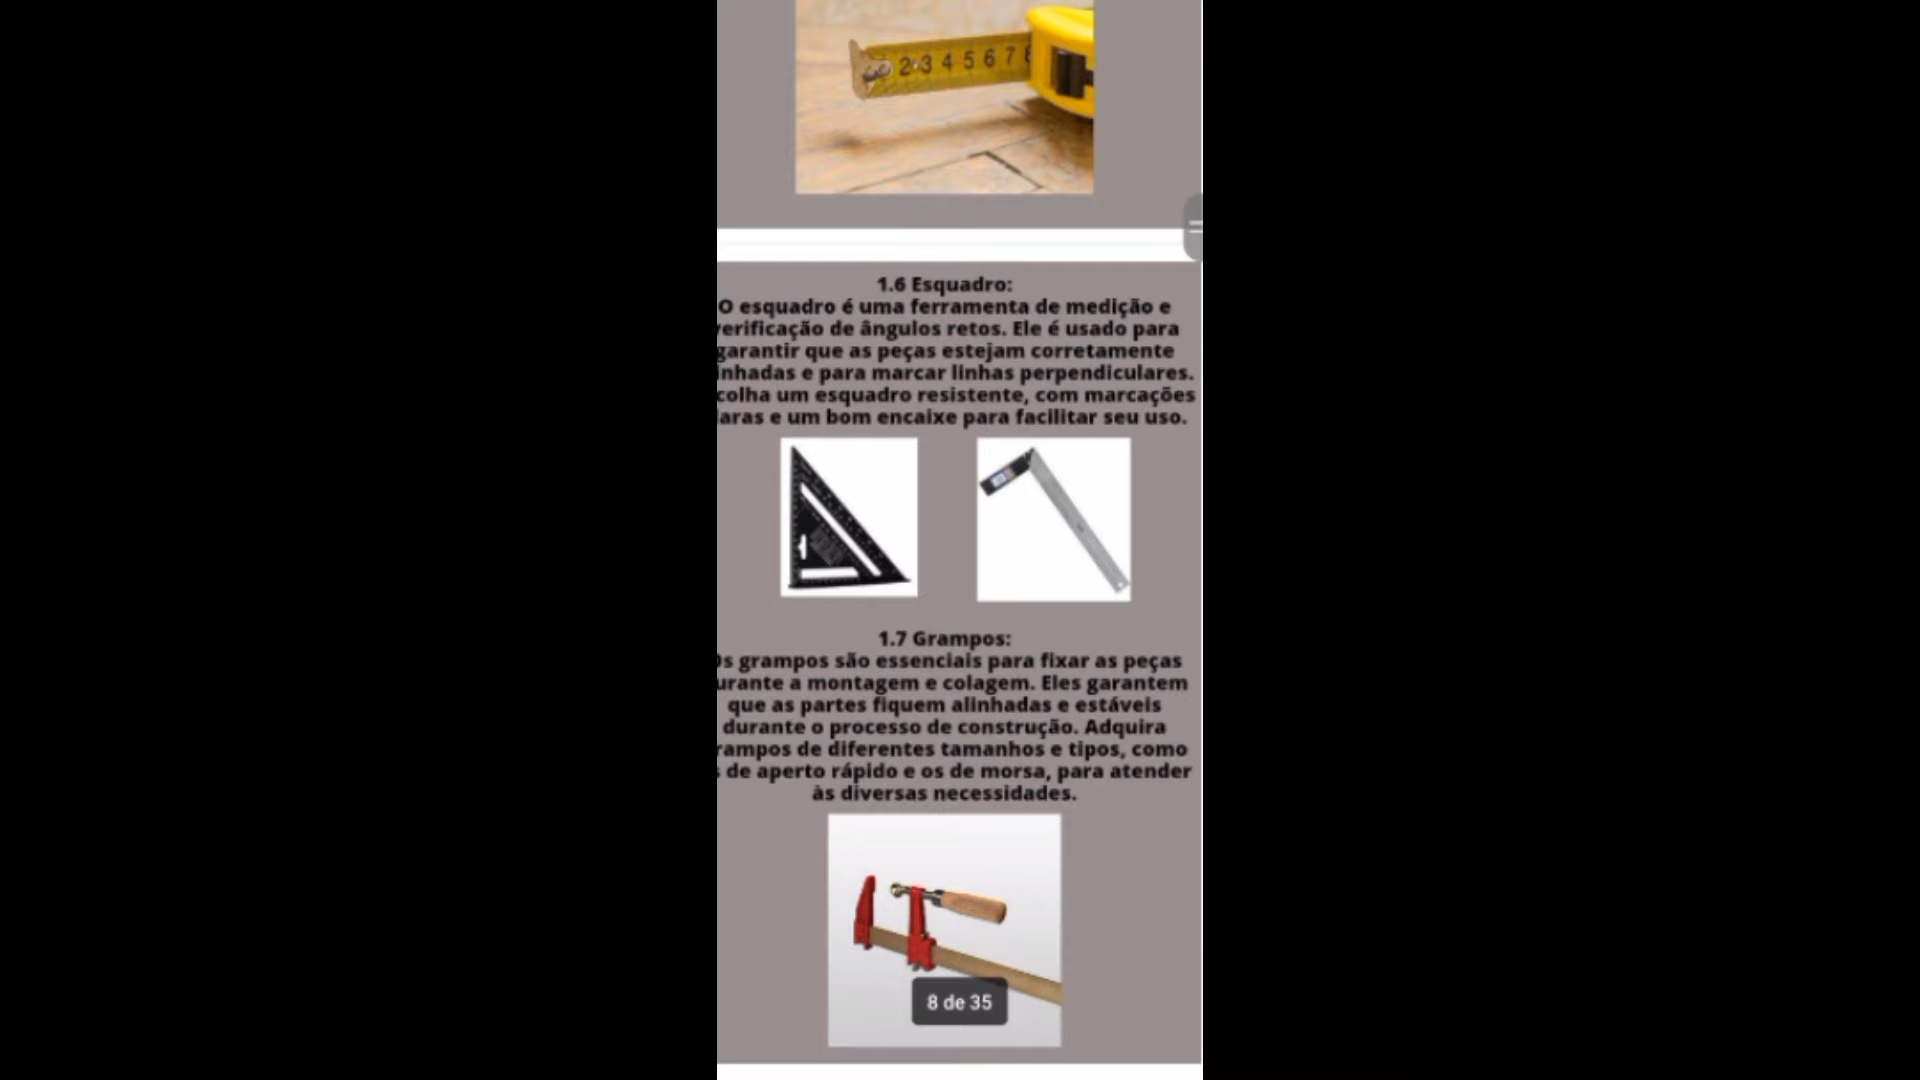 2 3 4 5 6 7
1.6 Esquadro:
O esquadro é uma ferramenta de medição e
verificação de ângulos retos. Ele é usado para
garantir que as peças estejam corretamente
inhadas e para marcar linhas perpendiculares.
colha um esquadro resistente, com marcações
laras e um bom encaixe para facilitar seu uso.
1.7 Grampos:
Os grampos são essenciais para fixar as peças
urante a montagem e colagem. Eles garantem
que as partes fiquem alinhadas e estáveis
durante o processo de construção. Adquira
rampos de diferentes tamanhos e tipos, como
s de aperto rápido e os de morsa, para atender
às diversas necessidades.
8 de 35